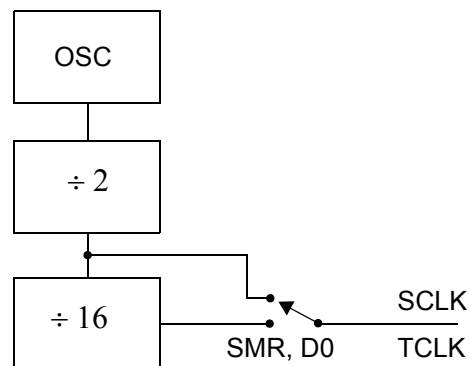 OSC
÷ 2
÷ 16
SCLK
SMR, D0
TCLK